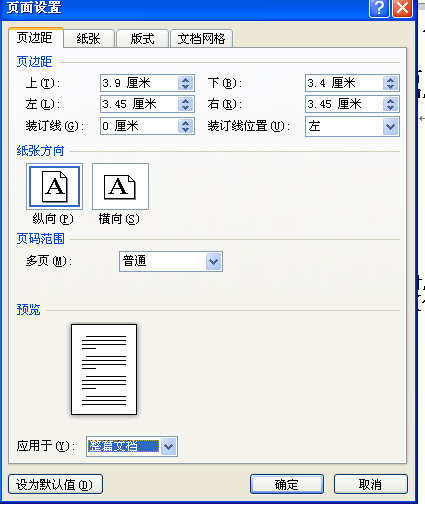 页面设置
页边距 纸张 版式 文档网格
页边距
上(T): 3.9 厘米 下(B): 3.4 厘米
左(L): 3.45 厘米 右(R): 3.45 厘米
装订线(G): 0 厘米 装订线位置(U): 左
纸张方向
A A
纵向(P) 横向(S)
页码范围
多页(M): 普通
预览
应用于(Y): 整篇文档
设为默认值(D) 确定 取消